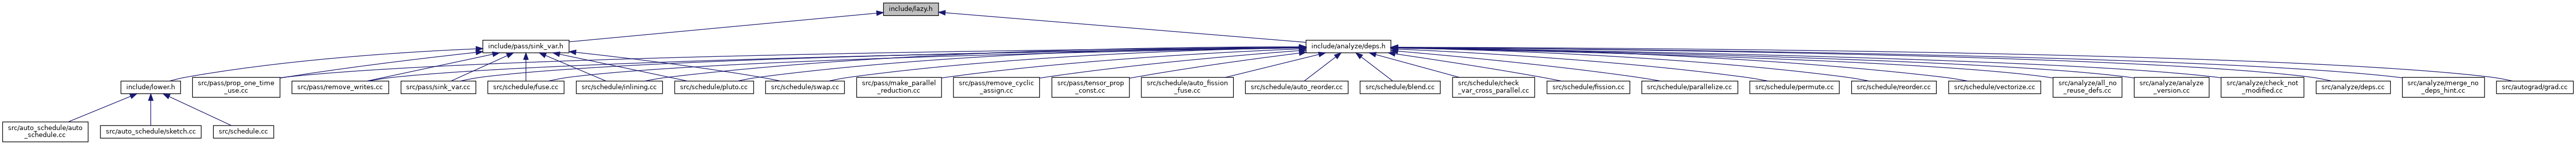 include/lazy.h
include/pass/sink_var.h
include/analyze/deps.h
include/lower.h
src/pass/prop_one_time
_use.cc
src/pass/remove_writes.cc
src/pass/sink_var.cc
src/schedule/fuse.cc
src/schedule/inlining.cc
src/schedule/pluto.cc
src/schedule/swap.cc
src/pass/make_parallel
_reduction.cc
src/pass/remove_cyclic
_assign.cc
src/pass/tensor_prop
_const.cc
src/schedule/auto_fission
_fuse.cc
src/schedule/auto_reorder.cc
src/schedule/blend.cc
src/schedule/check
_var_cross_parallel.cc
src/schedule/fission.cc
src/schedule/parallelize.cc
src/schedule/permute.cc
src/schedule/reorder.cc
src/schedule/vectorize.cc
src/analyze/all_no
_reuse_defs.cc
src/analyze/analyze
_version.cc
src/analyze/check_not
_modified.cc
src/analyze/deps.cc
src/analyze/merge_no
_deps_hint.cc
src/autograd/grad.cc
src/auto_schedule/auto
_schedule.cc
src/auto_schedule/sketch.cc
src/schedule.cc